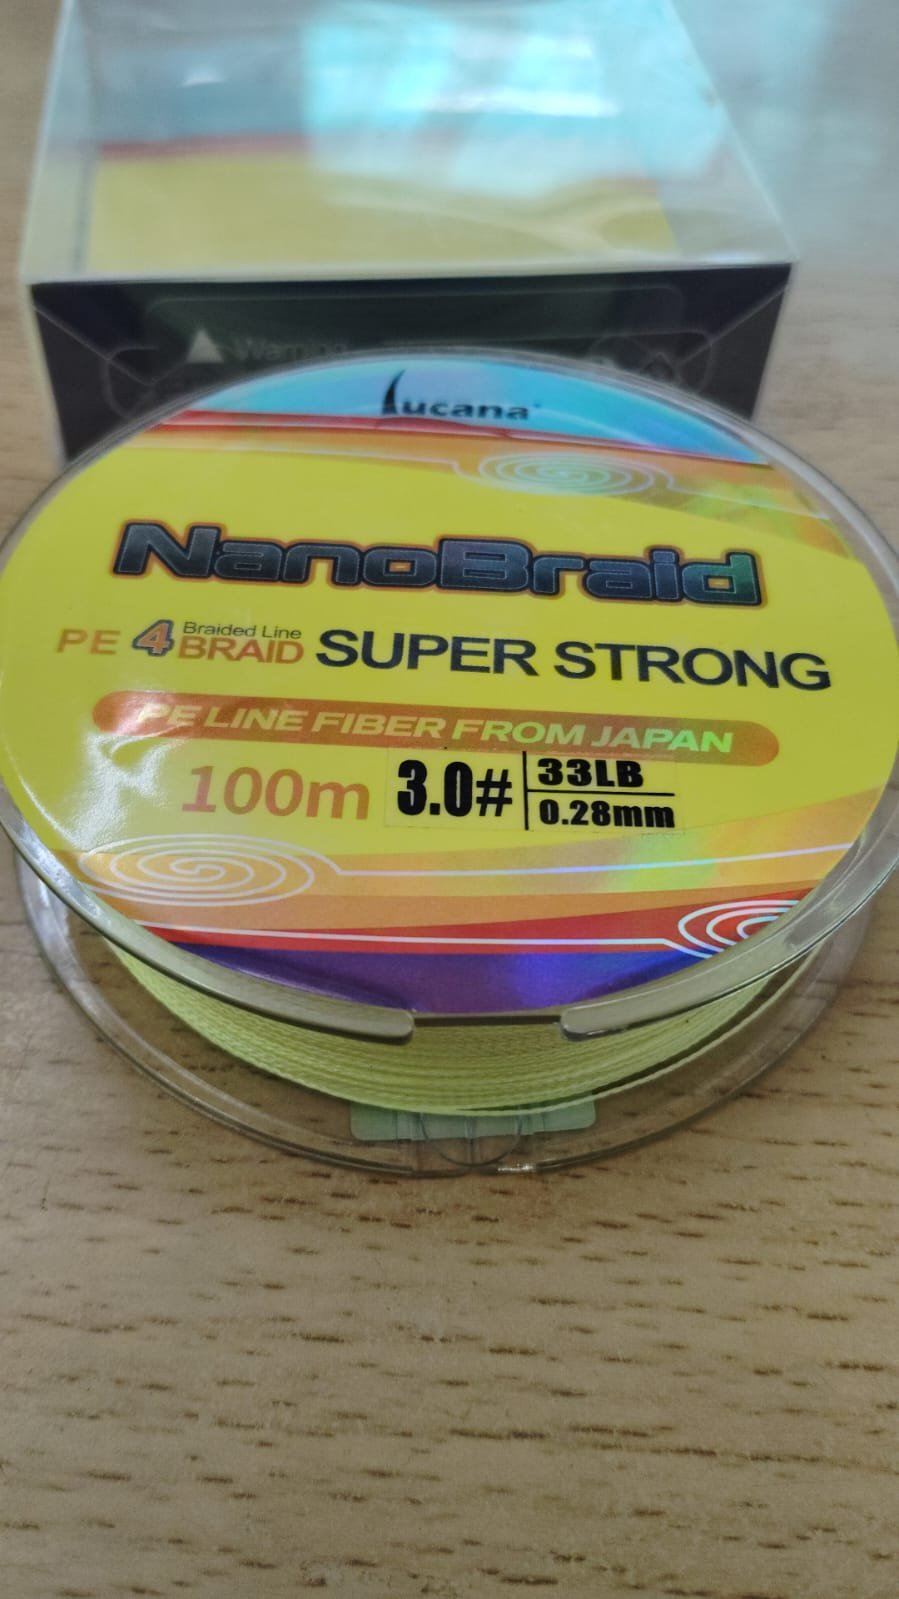 Warning
Lucana
NanoBraid
PE 4 Braided Line BRAID SUPER STRONG
PE LINE FIBER FROM JAPAN
100m 3.0# 33LB
0.28mm